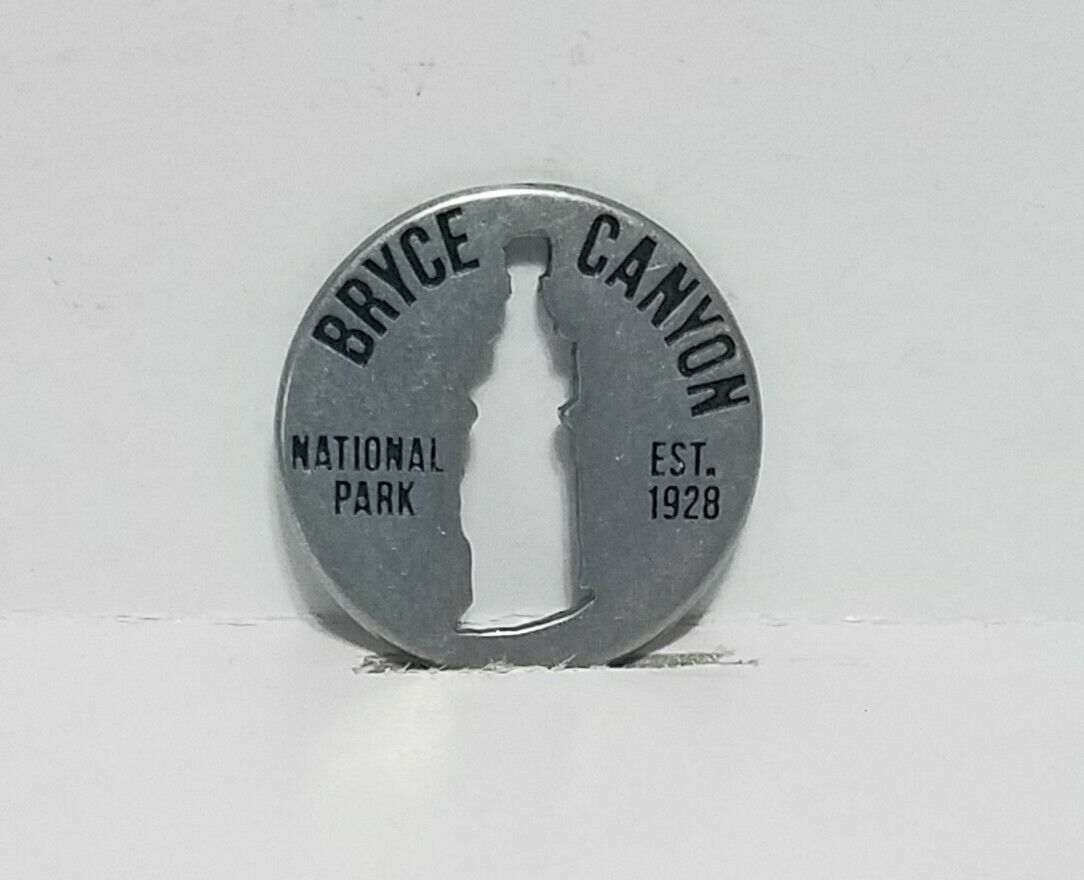 BRYCE CANYON
NATIONAL
PARK
EST.
1928